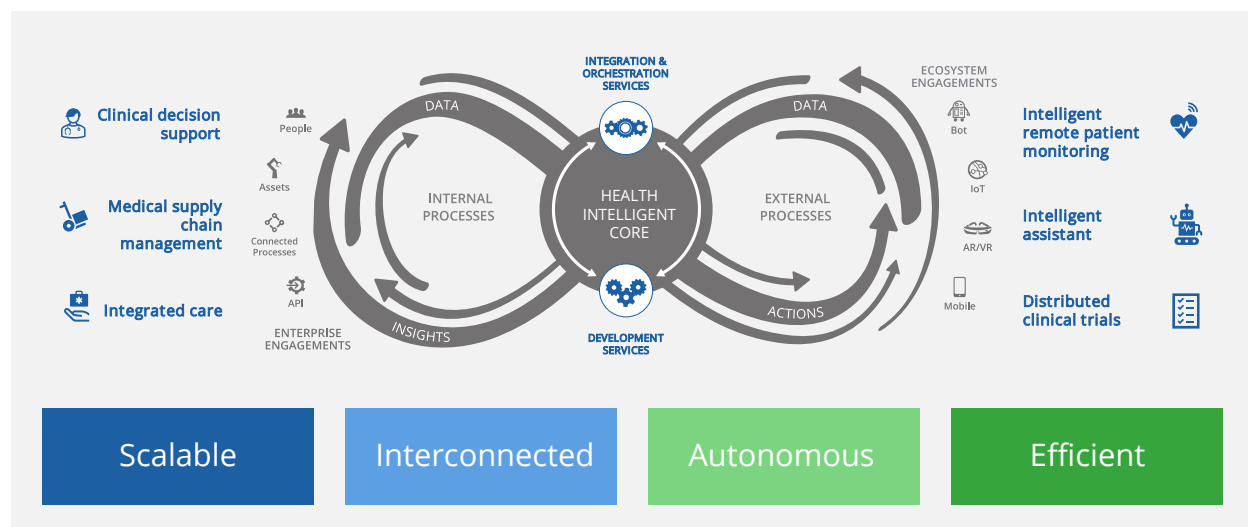 INTEGRATION &
ORCHESTRATION
SERVICES
Clinical decision
support
Medical supply
chain
management
Integrated care
People
Assets
Connected
Processes
API
ENTERPRISE
ENGAGEMENTS
DATA
INTERNAL
PROCESSES
INSIGHTS
HEALTH
INTELLIGENT
CORE
DEVELOPMENT
SERVICES
DATA
EXTERNAL
PROCESSES
ACTIONS
ECOSYSTEM
ENGAGEMENTS
Bot
IoT
AR/VR
Mobile
Intelligent
remote patient
monitoring
Intelligent
assistant
Distributed
clinical trials
Scalable
Interconnected
Autonomous
Efficient